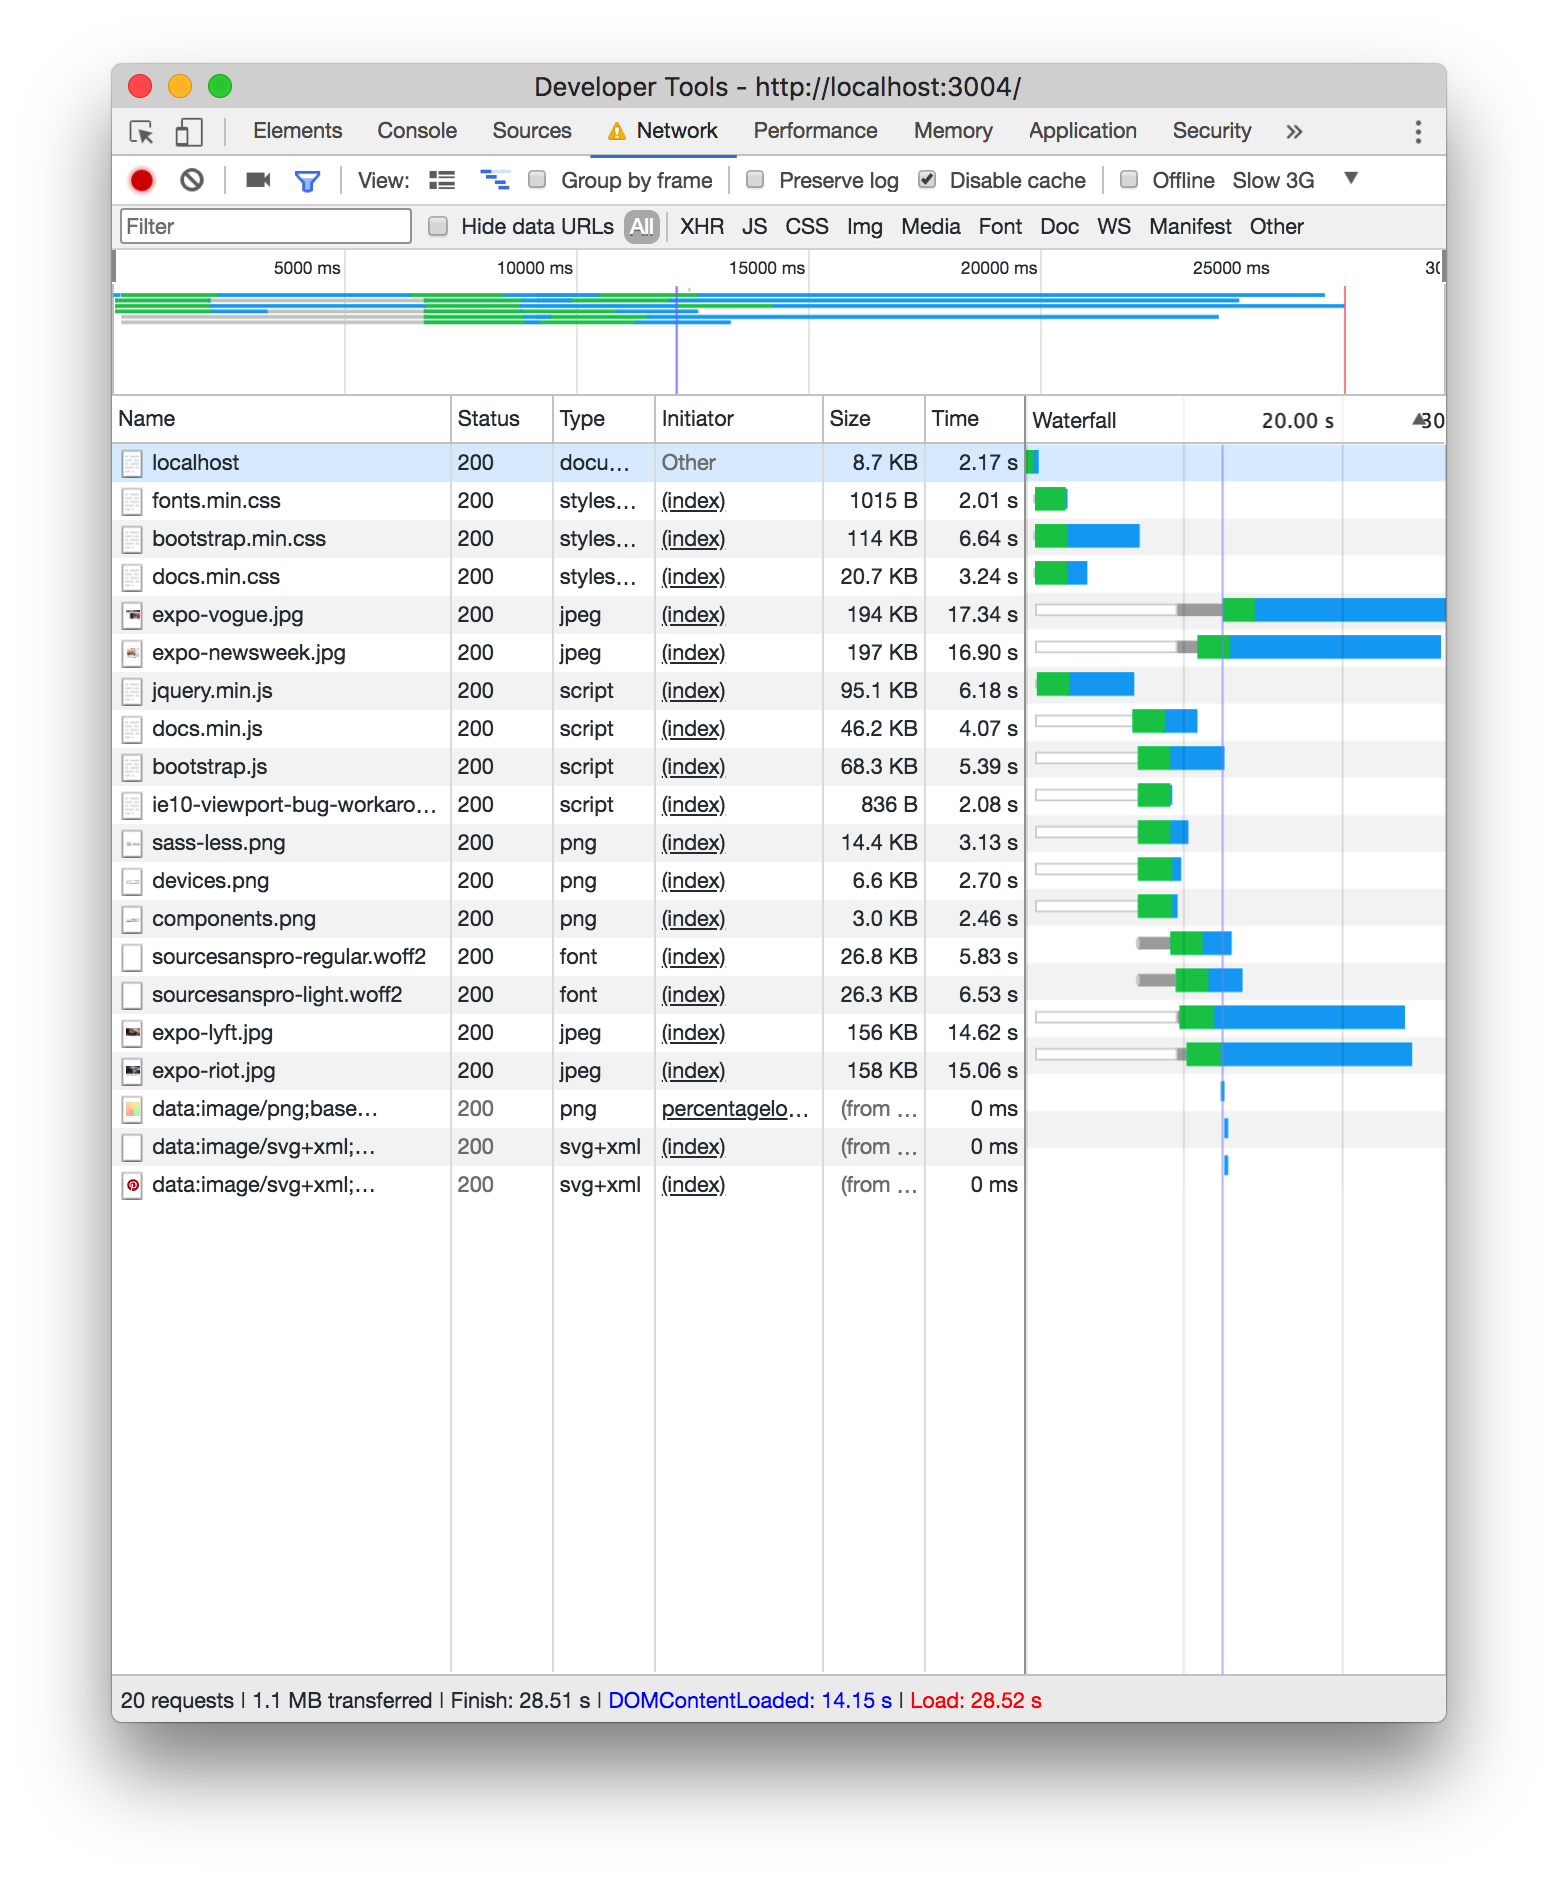 Developer Tools - http://localhost:3004/
Elements Console Sources Network Performance Memory Application Security »
View: Group by frame Preserve log Disable cache Offline Slow 3G
Filter Hide data URLs All XHR JS CSS Img Media Font Doc WS Manifest Other
5000 ms 10000 ms 15000 ms 20000 ms 25000 ms 30
Name Status Type Initiator Size Time Waterfall 20.00 s 30
localhost 200 docu... Other 8.7 KB 2.17 s
fonts.min.css 200 styles... (index) 1015 B 2.01 s
bootstrap.min.css 200 styles... (index) 114 KB 6.64 s
docs.min.css 200 styles... (index) 20.7 KB 3.24 s
expo-vogue.jpg 200 jpeg (index) 194 KB 17.34 s
expo-newsweek.jpg 200 jpeg (index) 197 KB 16.90 s
jquery.min.js 200 script (index) 95.1 KB 6.18 s
docs.min.js 200 script (index) 46.2 KB 4.07 s
bootstrap.js 200 script (index) 68.3 KB 5.39 s
ie10-viewport-bug-workaro... 200 script (index) 836 B 2.08 s
sass-less.png 200 png (index) 14.4 KB 3.13 s
devices.png 200 png (index) 6.6 KB 2.70 s
components.png 200 png (index) 3.0 KB 2.46 s
sourcesanspro-regular.woff2 200 font (index) 26.8 KB 5.83 s
sourcesanspro-light.woff2 200 font (index) 26.3 KB 6.53 s
expo-lyft.jpg 200 jpeg (index) 156 KB 14.62 s
expo-riot.jpg 200 jpeg (index) 158 KB 15.06 s
data:image/png;base... 200 png percentagelo... (from ... 0 ms
data:image/svg+xml;... 200 svg+xml (index) (from ... 0 ms
data:image/svg+xml;... 200 svg+xml (index) (from ... 0 ms
20 requests | 1.1 MB transferred | Finish: 28.51 s | DOMContentLoaded: 14.15 s | Load: 28.52 s